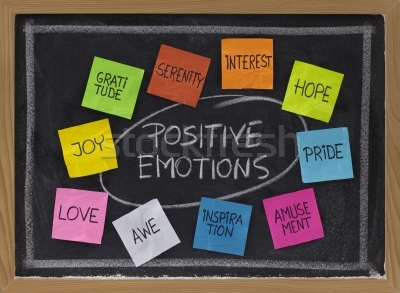 POSITIVE
EMOTIONS
GRATI
TUDE
SERENITY
INTEREST
HOPE
PRIDE
AMUSE
MENT
INSPIRA
TION
AWE
LOVE
JOY